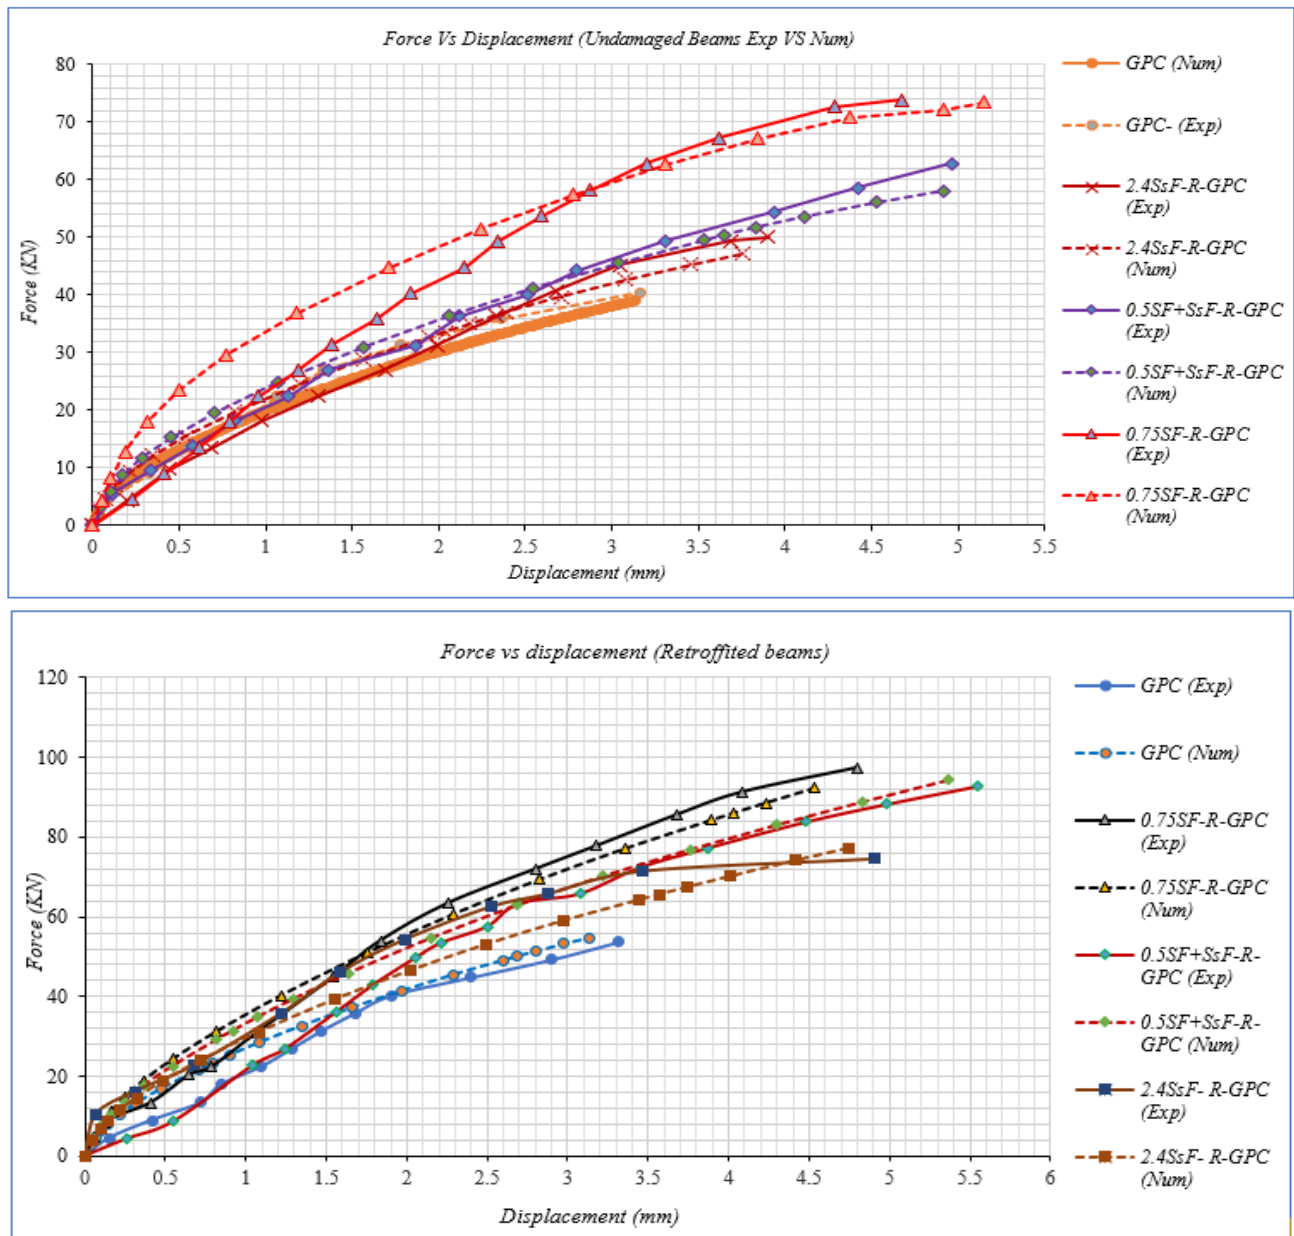 Force Vs Displacement (Undamaged Beams Exp VS Num)
80
70
60
50
40
30
20
10
0
Force (KN)
0
0.5
1
1.5
2
2.5
3
3.5
4
4.5
5
5.5
Displacement (mm)
GPC (Num)
GPC- (Exp)
2.4SsF-R-GPC
(Exp)
2.4SsF-R-GPC
(Num)
0.5SF+SsF-R-GPC
(Exp)
0.5SF+SsF-R-GPC
(Num)
0.75SF-R-GPC
(Exp)
0.75SF-R-GPC
(Num)
Force vs displacement (Retroffited beams)
120
100
80
60
40
20
0
Force (KN)
0
0.5
1
1.5
2
2.5
3
3.5
4
4.5
5
5.5
6
Displacement (mm)
GPC (Exp)
GPC (Num)
0.75SF-R-GPC
(Exp)
0.75SF-R-GPC
(Num)
0.5SF+SsF-R-
GPC (Exp)
0.5SF+SsF-R-
GPC (Num)
2.4SsF- R-GPC
(Exp)
2.4SsF- R-GPC
(Num)